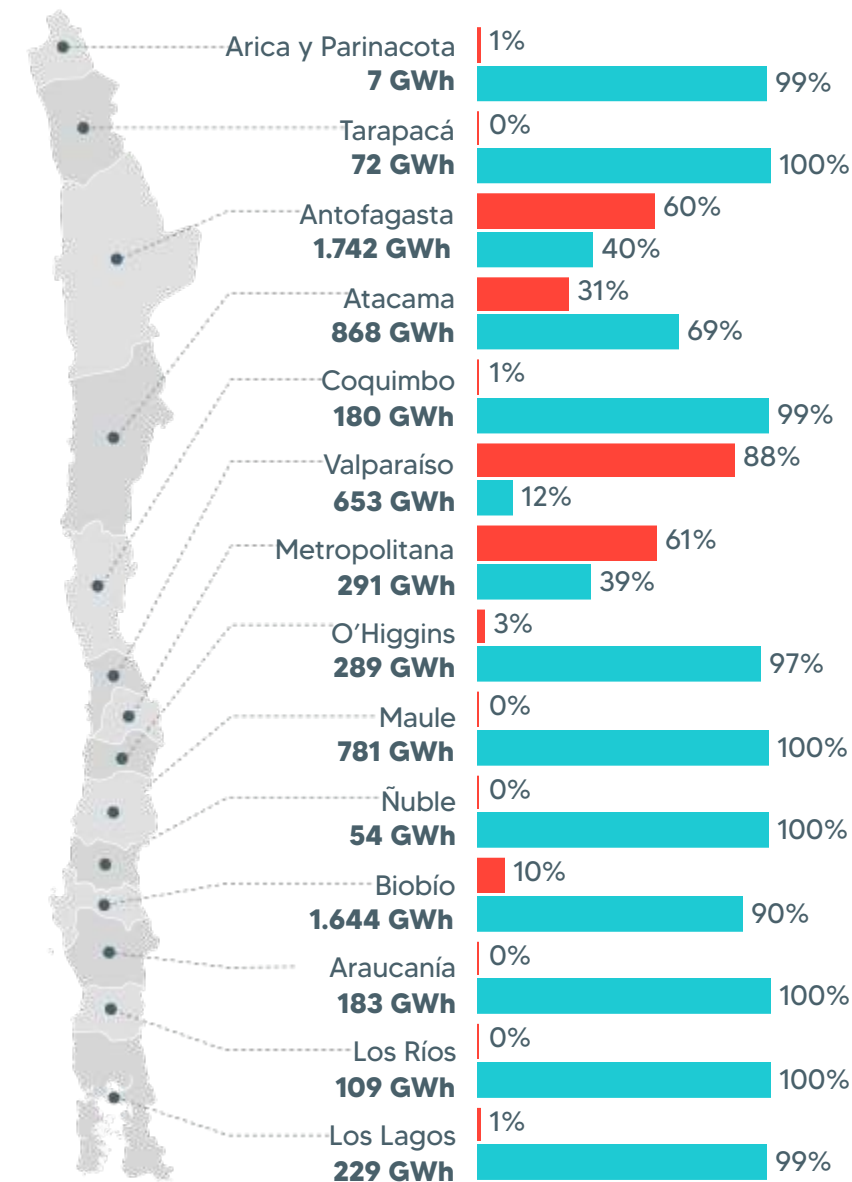 Arica y Parinacota
7 GWh
1%
99%
Tarapacá
72 GWh
0%
100%
Antofagasta
1.742 GWh
60%
40%
Atacama
868 GWh
31%
69%
Coquimbo
180 GWh
1%
99%
Valparaíso
653 GWh
88%
12%
Metropolitana
291 GWh
61%
39%
O’Higgins
289 GWh
3%
97%
Maule
781 GWh
0%
100%
Ñuble
54 GWh
0%
100%
Biobío
1.644 GWh
10%
90%
Araucanía
183 GWh
0%
100%
Los Ríos
109 GWh
0%
100%
Los Lagos
229 GWh
1%
99%